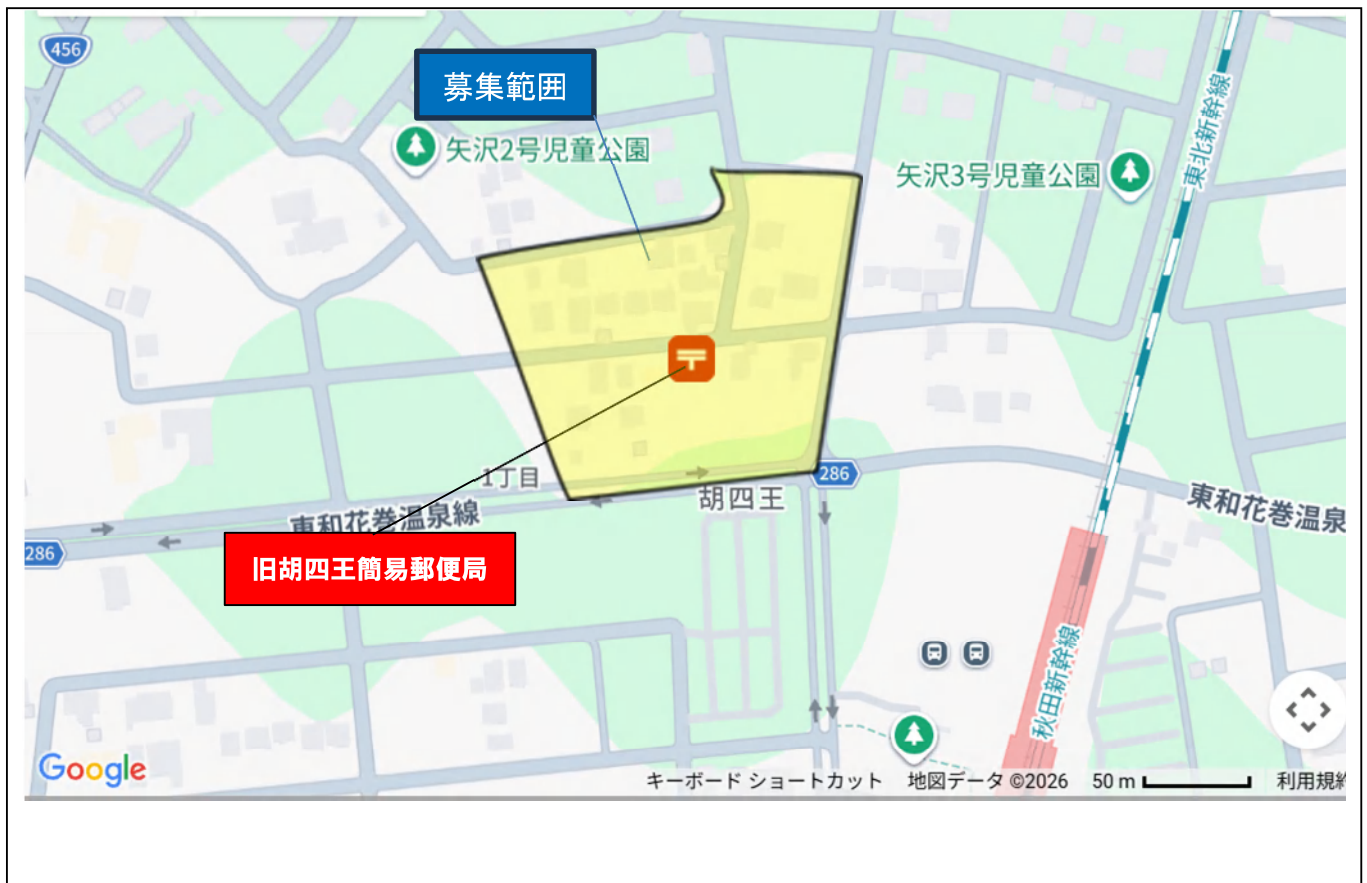 456
募集範囲
矢沢2号児童公園
矢沢3号児童公園
東北新幹線
1丁目
286
胡四王
東和花巻温泉線
東和花巻温泉
286
旧胡四王簡易郵便局
秋田新幹線
Google
キーボード ショートカット 地図データ ©2026 50 m 利用規約